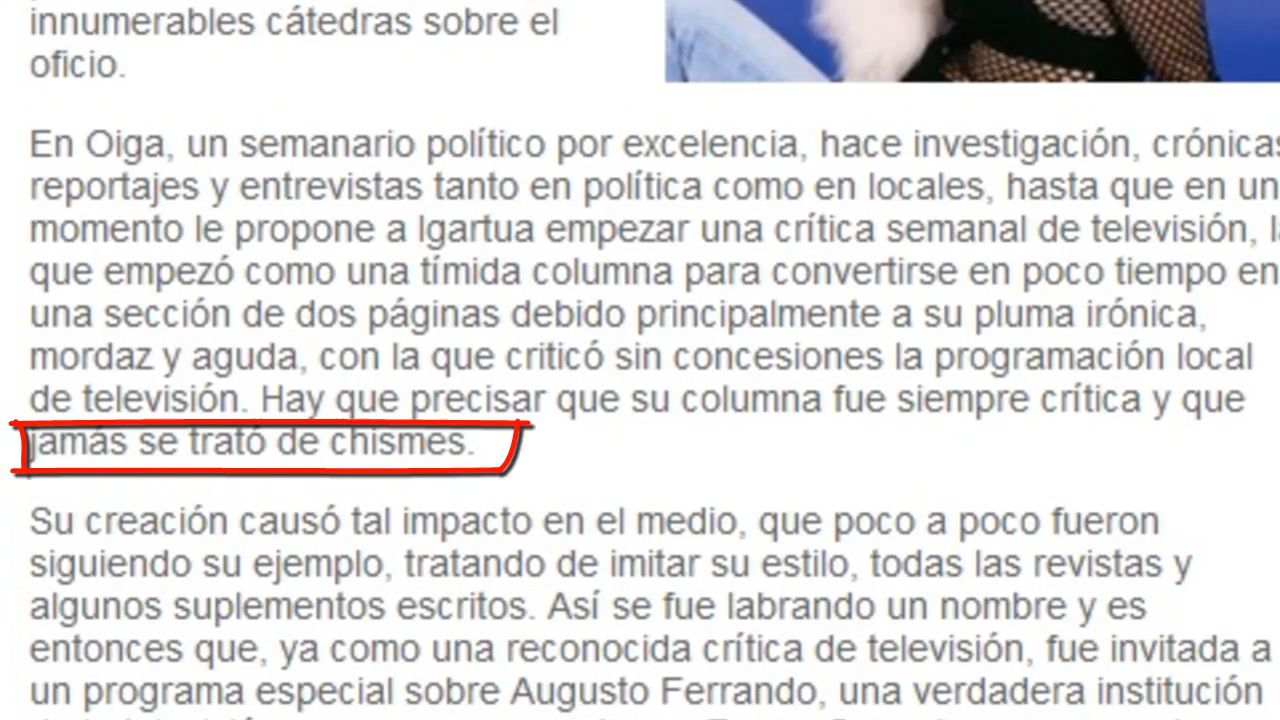 innumerables cátedras sobre el
oficio.
En Oiga, un semanario político por excelencia, hace investigación, crónicas
reportajes y entrevistas tanto en política como en locales, hasta que en un
momento le propone a Igartua empezar una crítica semanal de televisión, la
que empezó como una tímida columna para convertirse en poco tiempo en
una sección de dos páginas debido principalmente a su pluma irónica,
mordaz y aguda, con la que criticó sin concesiones la programación local
de televisión. Hay que precisar que su columna fue siempre crítica y que
jamás se trató de chismes.
Su creación causó tal impacto en el medio, que poco a poco fueron
siguiendo su ejemplo, tratando de imitar su estilo, todas las revistas y
algunos suplementos escritos. Así se fue labrando un nombre y es
entonces que, ya como una reconocida crítica de televisión, fue invitada a
un programa especial sobre Augusto Ferrando, una verdadera institución